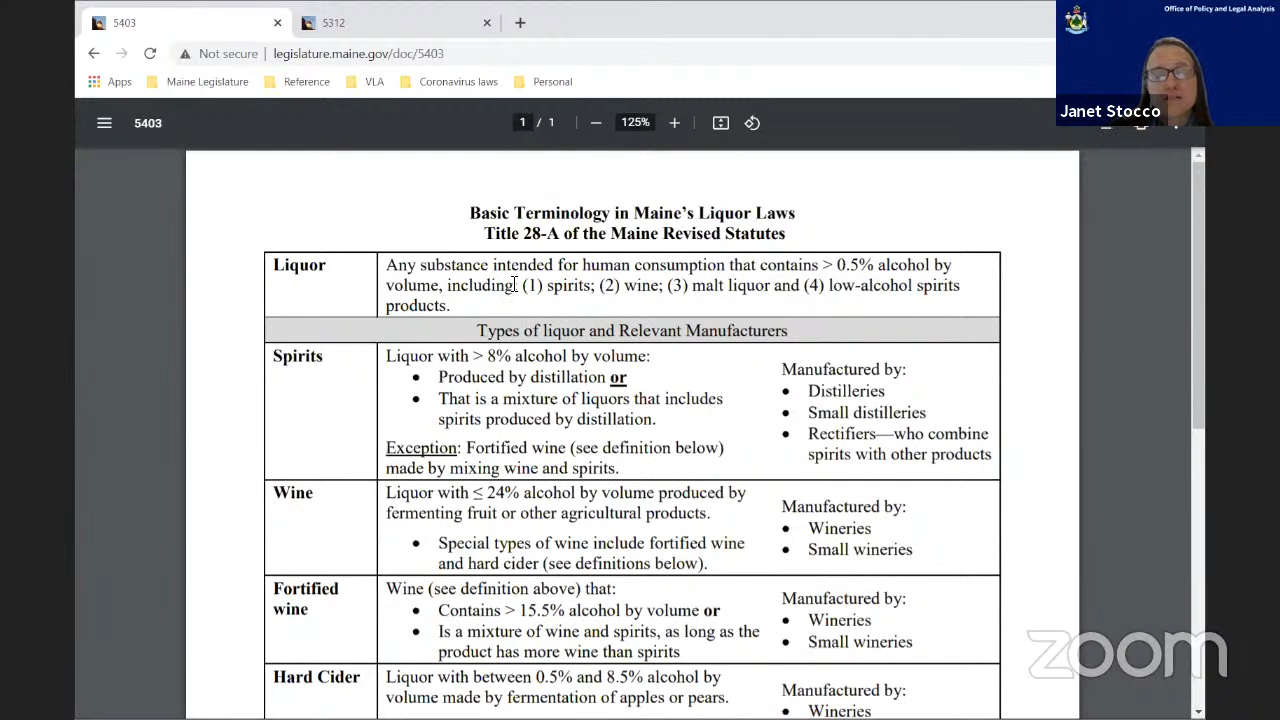 5403
5312
Office of Policy and Legal Analysis
Not secure | legislature.maine.gov/doc/5403
Apps Maine Legislature Reference VLA Coronavirus laws Personal
Janet Stocco
5403
1 / 1
125%
Basic Terminology in Maine's Liquor Laws
Title 28-A of the Maine Revised Statutes
Liquor
Any substance intended for human consumption that contains > 0.5% alcohol by
volume, including: (1) spirits; (2) wine; (3) malt liquor and (4) low-alcohol spirits
products.
Types of liquor and Relevant Manufacturers
Spirits
Liquor with > 8% alcohol by volume:
• Produced by distillation or
• That is a mixture of liquors that includes
spirits produced by distillation.
Exception: Fortified wine (see definition below)
made by mixing wine and spirits.
Manufactured by:
• Distilleries
• Small distilleries
• Rectifiers—who combine
spirits with other products
Wine
Liquor with ≤ 24% alcohol by volume produced by
fermenting fruit or other agricultural products.
• Special types of wine include fortified wine
and hard cider (see definitions below).
Manufactured by:
• Wineries
• Small wineries
Fortified
wine
Wine (see definition above) that:
• Contains > 15.5% alcohol by volume or
• Is a mixture of wine and spirits, as long as the
product has more wine than spirits
Manufactured by:
• Wineries
• Small wineries
Hard Cider
Liquor with between 0.5% and 8.5% alcohol by
volume made by fermentation of apples or pears.
Manufactured by:
• Wineries
zoom